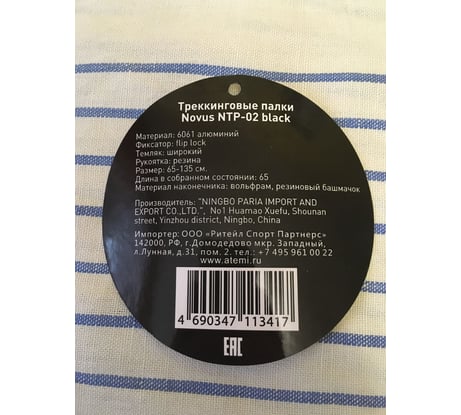 Треккинговые палки
Novus NTP-02 black
Материал: 6061 алюминий
Фиксатор: flip lock
Темляк: широкий
Рукоятка: резина
Размер: 65-135 см.
Длина в собранном состоянии: 65
Материал наконечника: вольфрам, резиновый башмачок
Производитель: "NINGBO PARIA IMPORT AND
EXPORT CO.,LTD.", No1 Huamao Xuefu, Shounan
street, Yinzhou district, Ningbo, China
Импортер: ООО «Ритейл Спорт Партнерс»
142000, РФ, г.Домодедово мкр. Западный,
ул.Лунная, д.31, пом. 2. тел.: +7 495 961 00 22
www.atemi.ru
4 690347 113417
EAC